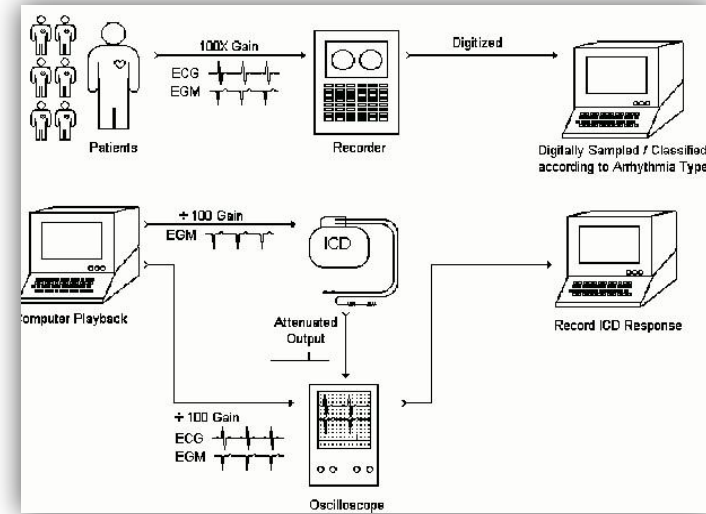 100X Gain
ECG
EGM
Digitized
Patients
Recorder
Digitally Sampled / Classified
according to Arrhythmia Type
÷ 100 Gain
EGM
ICD
Computer Playback
Attenuated
Output
Record ICD Response
÷ 100 Gain
ECG
EGM
Oscilloscope